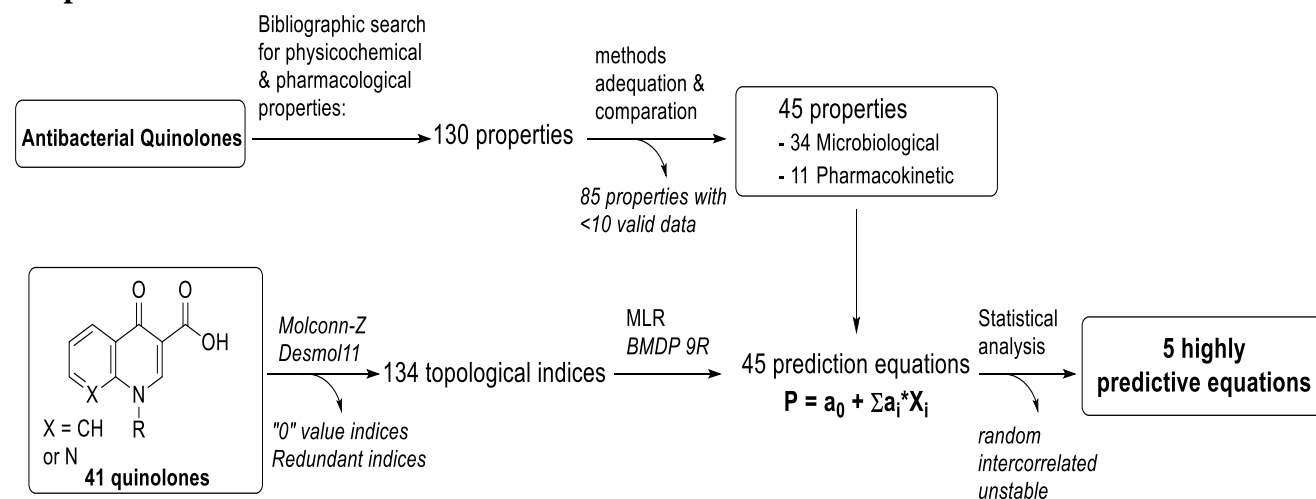 Bibliographic search
for physicochemical
& pharmacological
properties:
Antibacterial Quinolones
130 properties
methods
adequation &
comparation
85 properties with
<10 valid data
45 properties
- 34 Microbiological
- 11 Pharmacokinetic
O
O
OH
X
N
R
X = CH
or N
41 quinolones
Molconn-Z
Desmol11
"0" value indices
Redundant indices
134 topological indices
MLR
BMDP 9R
45 prediction equations
P = a0 + Σai*Xi
Statistical
analysis
random
intercorrelated
unstable
5 highly
predictive equations